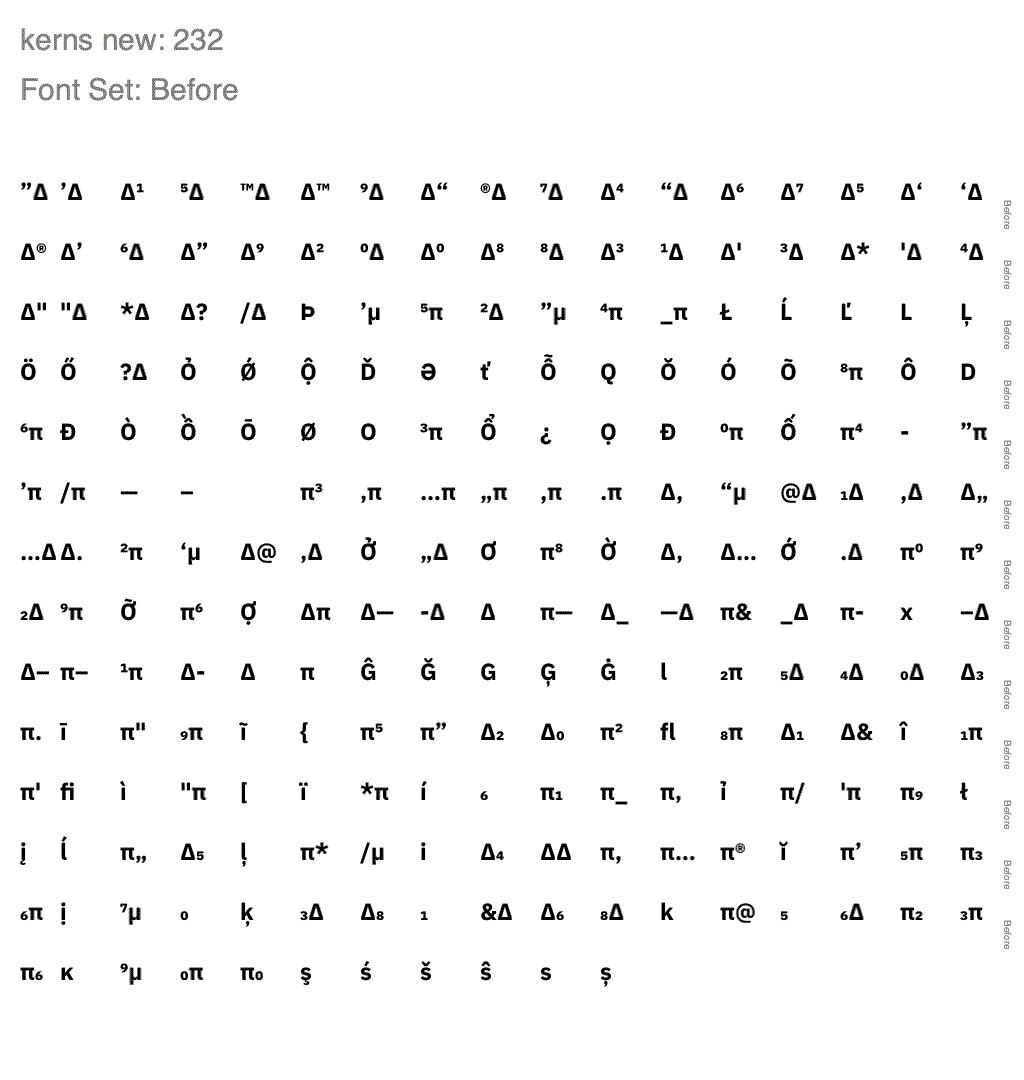 kerns new: 232
Font Set: Before
”Δ ’Δ Δ¹ ⁵Δ ™Δ Δ™ ⁹Δ Δ“ ®Δ ⁷Δ Δ⁴ “Δ Δ⁶ Δ⁷ Δ⁵ Δ‘ ‘Δ Before
Δ® Δ’ ⁶Δ Δ” Δ⁹ Δ² ⁰Δ Δ⁰ Δ⁸ ⁸Δ Δ³ ¹Δ Δ' ³Δ Δ* 'Δ ⁴Δ Before
Δ" "Δ *Δ Δ? /Δ Þ ’µ ⁵π ²Δ ”µ ⁴π _π Ł Ĺ Ľ L Ļ Before
Ö Ő ?Δ Ỏ Ǿ Ộ Ď Ə ť Ỗ Q Ŏ Ó Õ ⁸π Ô D Before
⁶π Đ Ò Ồ Ō Ø O ³π Ổ ¿ Ọ Ð ⁰π Ố π⁴ - ”π Before
’π /π — – π³ ‚π …π „π ,π .π Δ, “µ @Δ ₁Δ ,Δ Δ„ Before
…Δ Δ. ²π ‘µ Δ@ ‚Δ Ở „Δ Ơ π⁸ Ờ Δ‚ Δ… Ớ .Δ π⁰ π⁹ Before
₂Δ ⁹π Ỡ π⁶ Ợ Δπ Δ— -Δ Δ π— Δ_ —Δ π& _Δ π- x –Δ Before
Δ– π– ¹π Δ- Δ π Ĝ Ğ G Ģ Ġ l ₂π ₅Δ ₄Δ ₀Δ Δ₃ Before
π. ī π" ₉π ĩ { π⁵ π” Δ₂ Δ₀ π² ﬂ ₈π Δ₁ Δ& î ₁π Before
π' ﬁ ì "π [ ï *π í ₆ π₁ π_ π, ỉ π/ 'π π₉ ł Before
į ĺ π„ Δ₅ ļ π* /µ i Δ₄ ΔΔ π‚ π… π® ĭ π’ ₅π π₃ Before
₆π ị ⁷µ ₀ ķ ₃Δ Δ₈ ₁ &Δ Δ₆ ₈Δ k π@ ₅ ₆Δ π₂ ₃π Before
π₆ ĸ ⁹µ ₀π π₀ ş ś š ŝ s ș